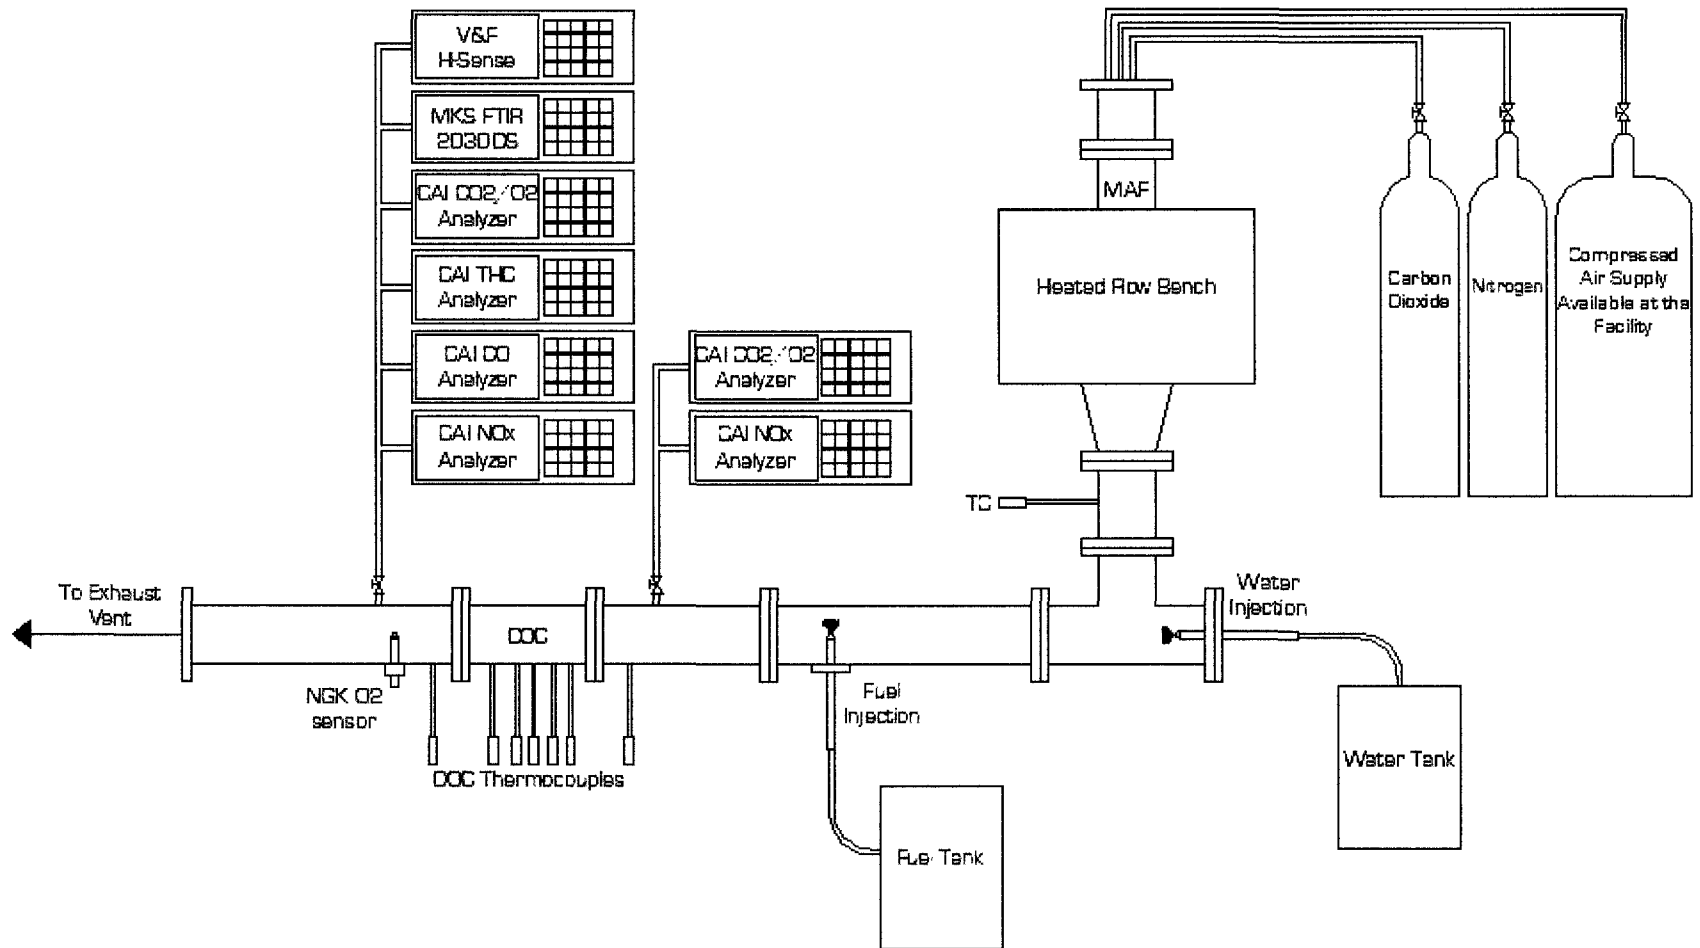 V&F
H-Sense
MKS FTIR
2030DS
CAI CO2/O2
Analyzer
CAI THC
Analyzer
CAI CO
Analyzer
CAI NOx
Analyzer
CAI CO2/O2
Analyzer
CAI NOx
Analyzer
MAF
Heated Flow Bench
Carbon
Dioxide
Nitrogen
Compressed
Air Supply
Available at the
Facility
TC
To Exhaust
Vent
DOC
Water
Injection
NGK O2
sensor
Fuel
Injection
DOC Thermocouples
Water Tank
Fuel Tank